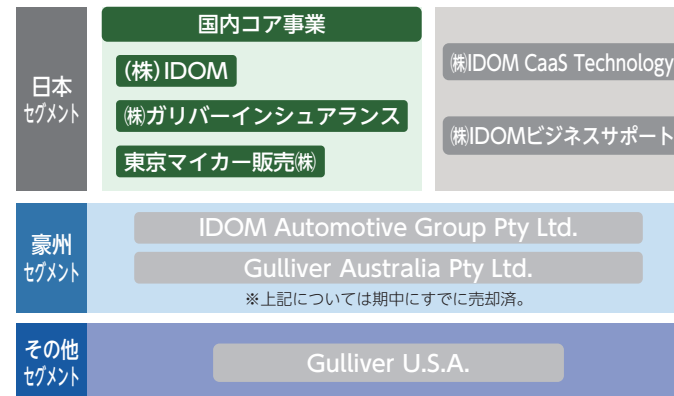 日本
セグメント
国内コア事業
(株)IDOM
㈱ガリバーインシュアランス
東京マイカー販売㈱
㈱IDOM CaaS Technology
㈱IDOMビジネスサポート
豪州
セグメント
IDOM Automotive Group Pty Ltd.
Gulliver Australia Pty Ltd.
※上記については期中にすでに売却済。
その他
セグメント
Gulliver U.S.A.